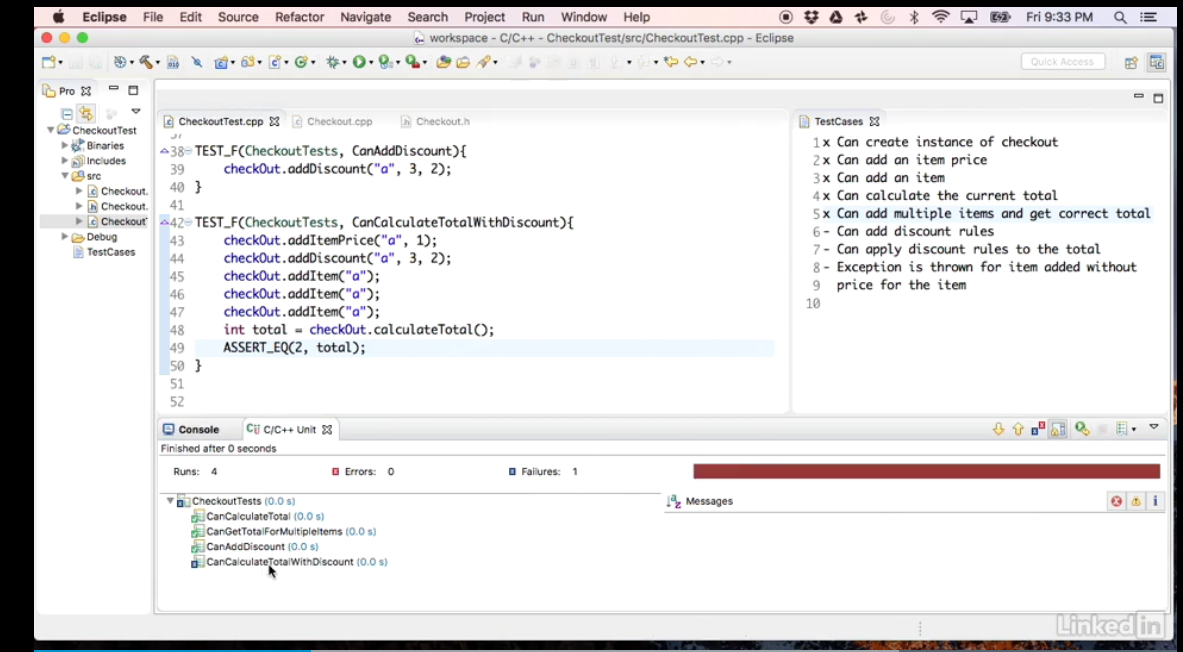 Eclipse File Edit Source Refactor Navigate Search Project Run Window Help Fri 9:33 PM
workspace - C/C++ - CheckoutTest/src/CheckoutTest.cpp - Eclipse
Quick Access
Pro
CheckoutTest
Binaries
Includes
src
Checkout.
Checkout.
CheckoutT
Debug
TestCases
CheckoutTest.cpp Checkout.cpp Checkout.h
37
38 TEST_F(CheckoutTests, CanAddDiscount){
39 checkOut.addDiscount("a", 3, 2);
40 }
41
42 TEST_F(CheckoutTests, CanCalculateTotalWithDiscount){
43 checkOut.addItemPrice("a", 1);
44 checkOut.addDiscount("a", 3, 2);
45 checkOut.addItem("a");
46 checkOut.addItem("a");
47 checkOut.addItem("a");
48 int total = checkOut.calculateTotal();
49 ASSERT_EQ(2, total);
50 }
51
52
TestCases
1 x Can create instance of checkout
2 x Can add an item price
3 x Can add an item
4 x Can calculate the current total
5 x Can add multiple items and get correct total
6 - Can add discount rules
7 - Can apply discount rules to the total
8 - Exception is thrown for item added without
9 price for the item
10
Console C/C++ Unit
Finished after 0 seconds
Runs: 4 Errors: 0 Failures: 1
CheckoutTests (0.0 s)
CanCalculateTotal (0.0 s)
CanGetTotalForMultipleItems (0.0 s)
CanAddDiscount (0.0 s)
CanCalculateTotalWithDiscount (0.0 s)
Messages
Linked in